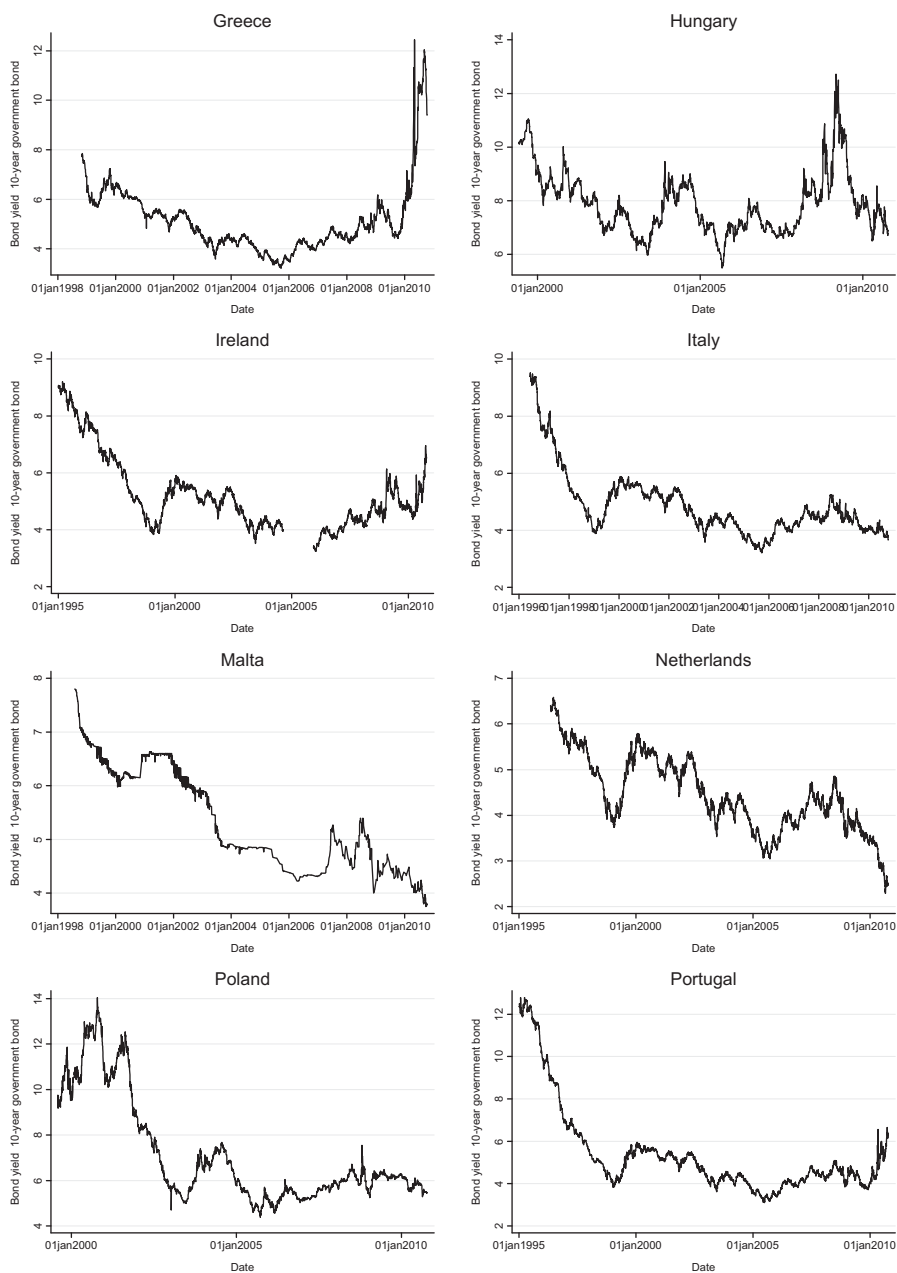 Greece
Bond yield 10-year government bond
12
10
8
6
4
01jan1998 01jan2000 01jan2002 01jan2004 01jan2006 01jan2008 01jan2010
Date
Hungary
Bond yield 10-year government bond
14
12
10
8
6
01jan2000 01jan2005 01jan2010
Date
Ireland
Bond yield 10-year government bond
10
8
6
4
2
01jan1995 01jan2000 01jan2005 01jan2010
Date
Italy
Bond yield 10-year government bond
10
8
6
4
2
01jan1996 01jan1998 01jan2000 01jan2002 01jan2004 01jan2006 01jan2008 01jan2010
Date
Malta
Bond yield 10-year government bond
8
7
6
5
4
01jan1998 01jan2000 01jan2002 01jan2004 01jan2006 01jan2008 01jan2010
Date
Netherlands
Bond yield 10-year government bond
7
6
5
4
3
2
01jan1995 01jan2000 01jan2005 01jan2010
Date
Poland
Bond yield 10-year government bond
14
12
10
8
6
4
01jan2000 01jan2005 01jan2010
Date
Portugal
Bond yield 10-year government bond
12
10
8
6
4
2
01jan1995 01jan2000 01jan2005 01jan2010
Date